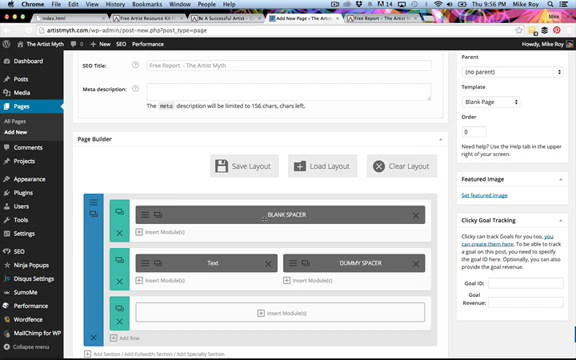 Chrome File Edit View History Bookmarks Window Help
14
Thu 9:56 PM Mike Roy
index.html
Free Artist Resource Kit
Be A Successful Artist -
Add New Page ‹ The Artist
Free Report - The Artist M
artistmyth.com/wp-admin/post-new.php?post_type=page
The Artist Myth 0 New SEO Performance
Howdy, Mike Roy
Dashboard
Posts
Media
Pages
All Pages
Add New
Comments
Projects
Appearance
Plugins
Users
Tools
Settings
SEO
Ninja Popups
Disqus Settings
SumoMe
Performance
Wordfence
MailChimp for WP
Collapse menu
SEO Title:
Free Report - The Artist Myth
Meta description:
The meta description will be limited to 156 chars, chars left.
Page Builder
Save Layout
Load Layout
Clear Layout
BLANK SPACER
Insert Module(s)
Text
DUMMY SPACER
Insert Module(s)
Insert Module(s)
Insert Module(s)
Add Row
Add Section / Add Fullwidth Section / Add Specialty Section
Parent
(no parent)
Template
Blank Page
Order
0
Need help? Use the Help tab in the upper
right of your screen.
Featured Image
Set featured image
Clicky Goal Tracking
Clicky can track Goals for you too, you
can create them here. To be able to track
a goal on this post, you need to specify
the goal ID here. Optionally, you can also
provide the goal revenue.
Goal ID:
Goal
Revenue: